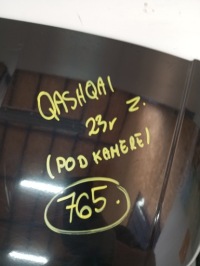 QASHQAI
23r Z.
(POD KAMERE)
765.